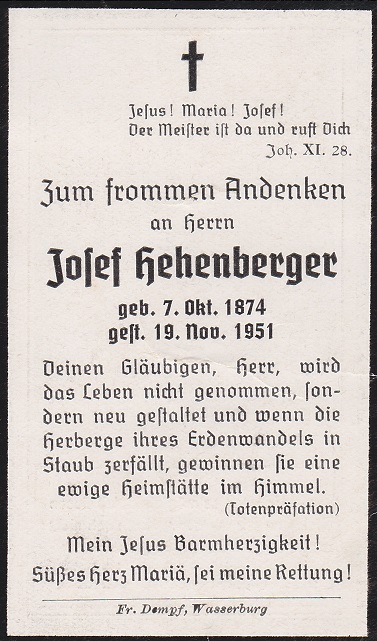 Jesus! Maria! Josef!
Der Meister ist da und ruft Dich
Joh. XI. 28.
Zum frommen Andenken
an Herrn
Josef Hehenberger
geb. 7. Okt. 1874
gest. 19. Nov. 1951
Deinen Gläubigen, Herr, wird
das Leben nicht genommen, son-
dern neu gestaltet und wenn die
Herberge ihres Erdenwandels in
Staub zerfällt, gewinnen sie eine
ewige Heimstätte im Himmel.
(Totenpräfation)
Mein Jesus Barmherzigkeit!
Süßes Herz Mariä, sei meine Rettung!
Fr. Dempf, Wasserburg